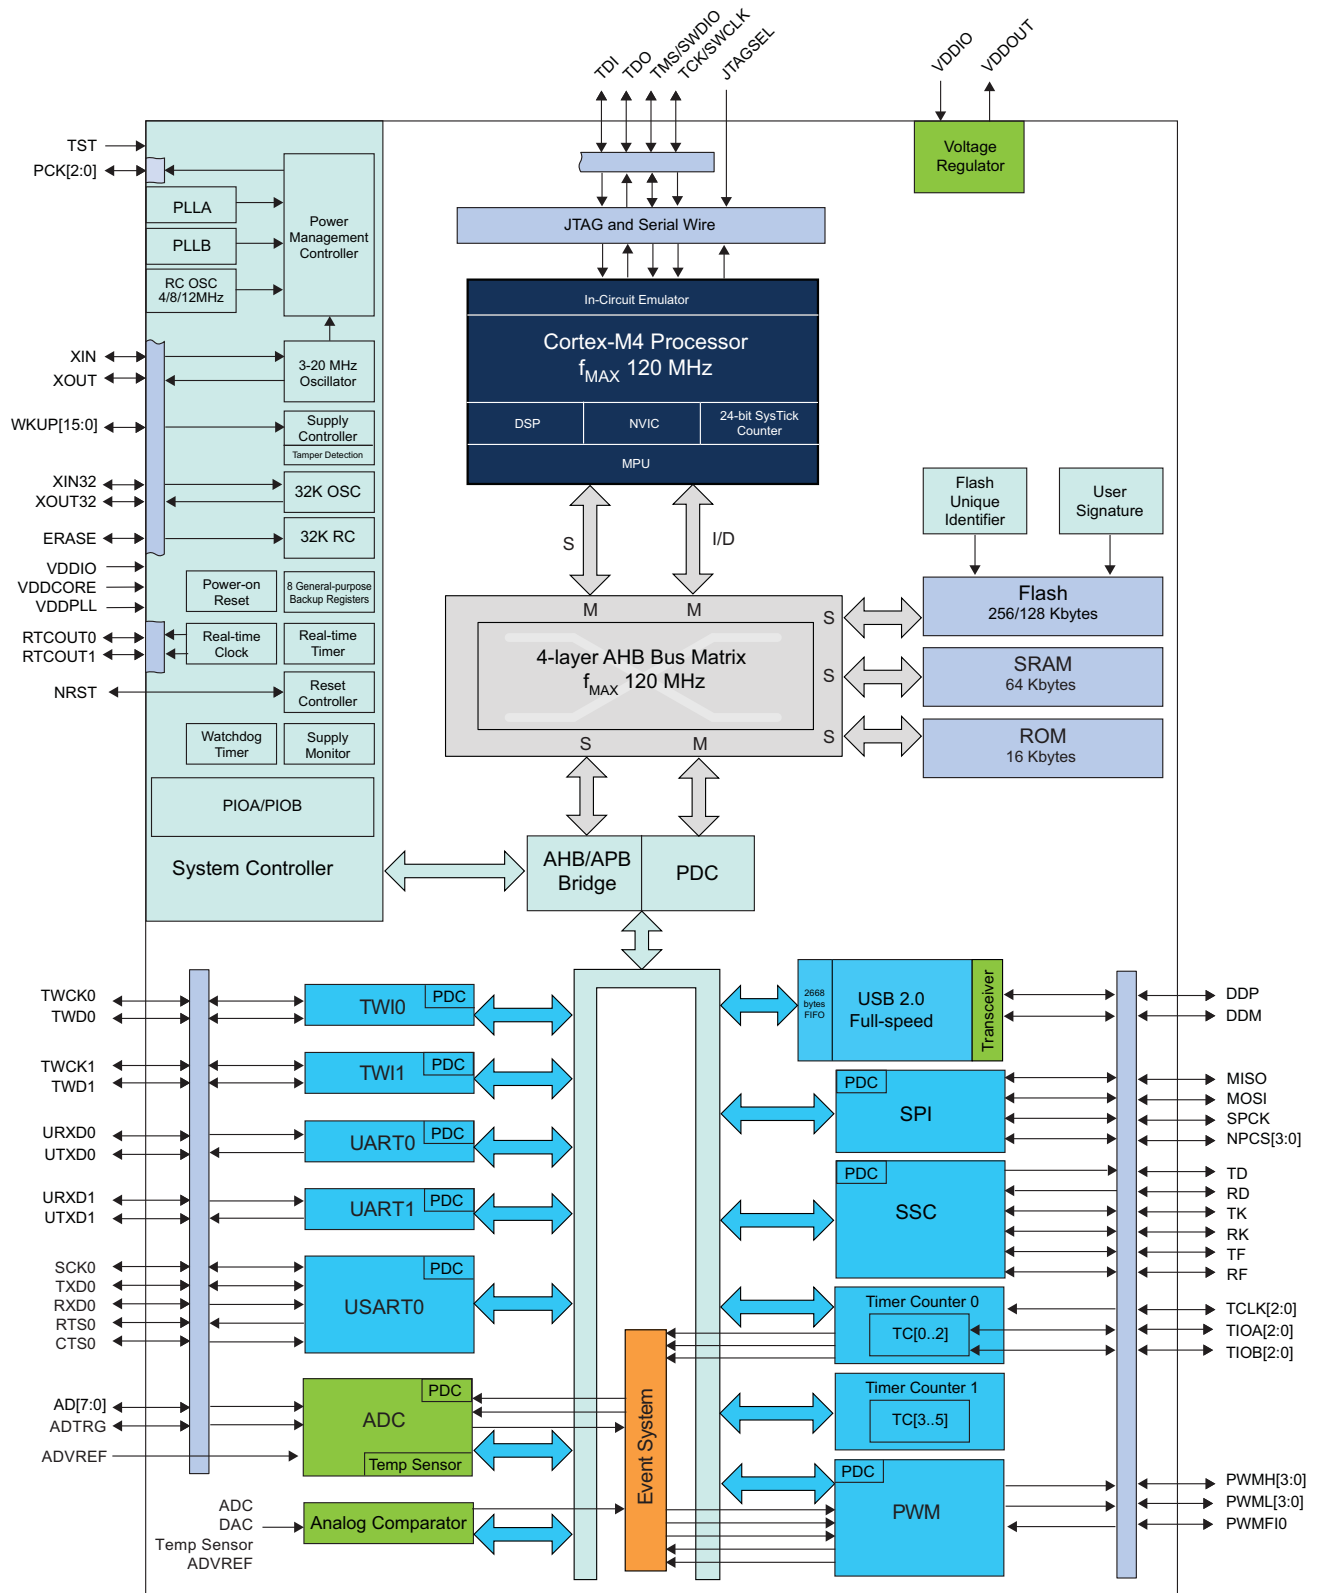 TDI
TDO
TMS/SWDIO
TCK/SWCLK
JTAGSEL
VDDIO
VDDOUT
TST
PCK[2:0]
PLLA
PLLB
RC OSC
4/8/12MHz
Power
Management
Controller
Voltage
Regulator
JTAG and Serial Wire
In-Circuit Emulator
Cortex-M4 Processor
fMAX 120 MHz
DSP
NVIC
24-bit SysTick
Counter
MPU
XIN
XOUT
3-20 MHz
Oscillator
WKUP[15:0]
Supply
Controller
Tamper Detection
XIN32
XOUT32
32K OSC
ERASE
32K RC
VDDIO
VDDCORE
VDDPLL
Power-on
Reset
8 General-purpose
Backup Registers
RTCOUT0
RTCOUT1
Real-time
Clock
Real-time
Timer
NRST
Reset
Controller
Watchdog
Timer
Supply
Monitor
PIOA/PIOB
System Controller
S
I/D
M
M
4-layer AHB Bus Matrix
fMAX 120 MHz
S
S
S
S
M
Flash
Unique
Identifier
User
Signature
Flash
256/128 Kbytes
SRAM
64 Kbytes
ROM
16 Kbytes
AHB/APB
Bridge
PDC
TWCK0
TWD0
TWI0
PDC
TWCK1
TWD1
TWI1
PDC
URXD0
UTXD0
UART0
PDC
URXD1
UTXD1
UART1
PDC
SCK0
TXD0
RXD0
RTS0
CTS0
USART0
PDC
AD[7:0]
ADTRG
ADVREF
ADC
PDC
Temp Sensor
ADC
DAC
Temp Sensor
ADVREF
Analog Comparator
Event System
2668
bytes
FIFO
USB 2.0
Full-speed
Transceiver
DDP
DDM
PDC
SPI
MISO
MOSI
SPCK
NPCS[3:0]
PDC
SSC
TD
RD
TK
RK
TF
RF
Timer Counter 0
TC[0..2]
TCLK[2:0]
TIOA[2:0]
TIOB[2:0]
Timer Counter 1
TC[3..5]
PDC
PWM
PWMH[3:0]
PWML[3:0]
PWMFI0